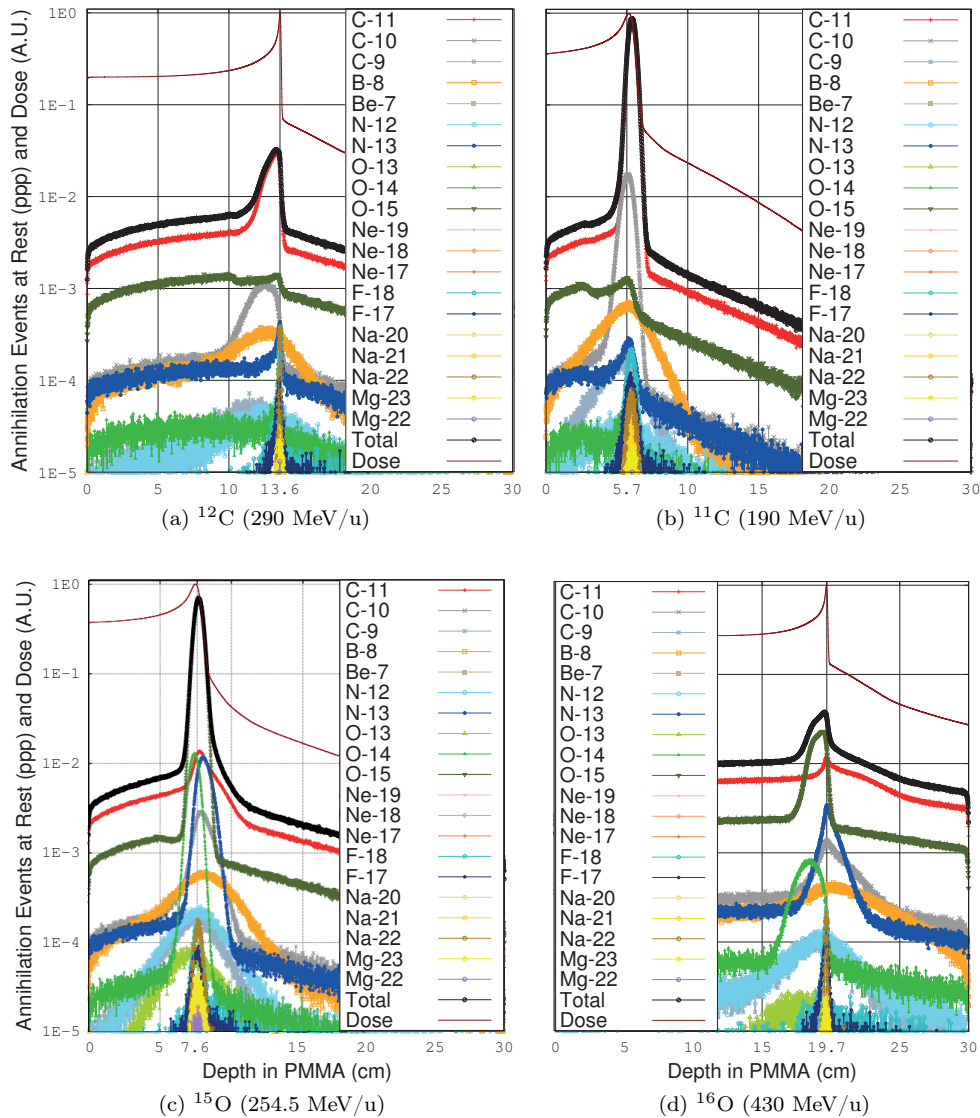 Annihilation Events at Rest (ppp) and Dose (A.U.)
1E0
1E-1
1E-2
1E-3
1E-4
1E-5
C-11
C-10
C-9
B-8
Be-7
N-12
N-13
O-13
O-14
O-15
Ne-19
Ne-18
Ne-17
F-18
F-17
Na-20
Na-21
Na-22
Mg-23
Mg-22
Total
Dose
0 10 13.6 20 30
(a) ¹²C (290 MeV/u)
1E0
1E-1
1E-2
1E-3
1E-4
1E-5
C-11
C-10
C-9
B-8
Be-7
N-12
N-13
O-13
O-14
O-15
Ne-19
Ne-18
Ne-17
F-18
F-17
Na-20
Na-21
Na-22
Mg-23
Mg-22
Total
Dose
0 5.7 10 15 20 30
(b) ¹¹C (190 MeV/u)
Annihilation Events at Rest (ppp) and Dose (A.U.)
1E0
1E-1
1E-2
1E-3
1E-4
1E-5
C-11
C-10
C-9
B-8
Be-7
N-12
N-13
O-13
O-14
O-15
Ne-19
Ne-18
Ne-17
F-18
F-17
Na-20
Na-21
Na-22
Mg-23
Mg-22
Total
Dose
0 7.6 15 20 30
Depth in PMMA (cm)
(c) ¹⁵O (254.5 MeV/u)
C-11
C-10
C-9
B-8
Be-7
N-12
N-13
O-13
O-14
O-15
Ne-19
Ne-18
Ne-17
F-18
F-17
Na-20
Na-21
Na-22
Mg-23
Mg-22
Total
Dose
0 5 10 15 19.7 25 30
Depth in PMMA (cm)
(d) ¹⁶O (430 MeV/u)